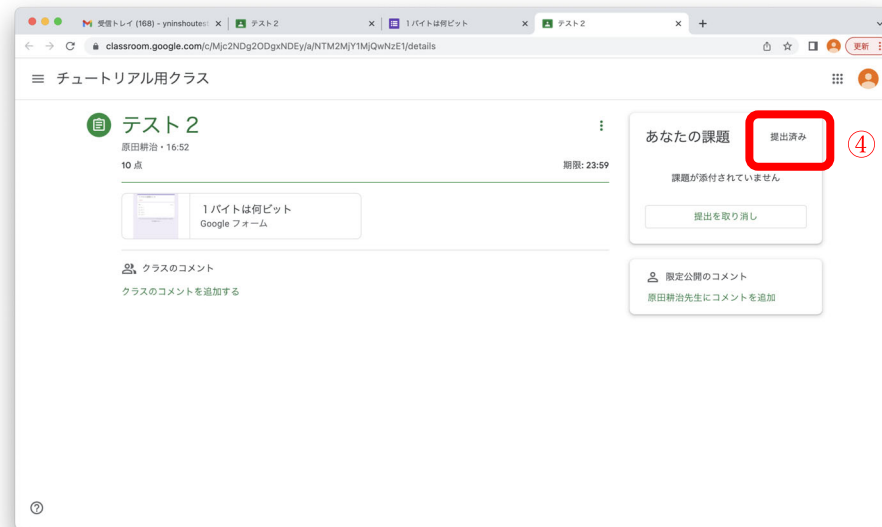 受信トレイ (168) - yninshoutest
テスト２
１バイトは何ビット
テスト２
classroom.google.com/c/Mjc2NDg2ODgxNDEy/a/NTM2MjY1MjQwNzE1/details
更新
チュートリアル用クラス
テスト２
原田耕治・16:52
10 点
期限: 23:59
１バイトは何ビット
Google フォーム
クラスのコメント
クラスのコメントを追加する
あなたの課題
提出済み
④
課題が添付されていません
提出を取り消し
限定公開のコメント
原田耕治先生にコメントを追加